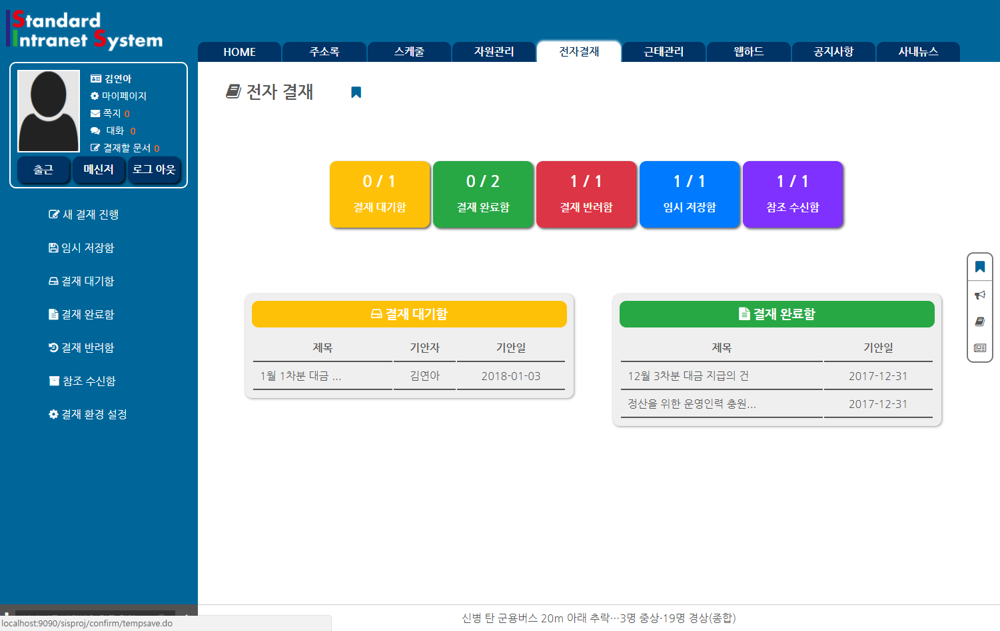 Standard
Intranet System
HOME
주소록
스케줄
자원관리
전자결재
근태관리
웹하드
공지사항
사내뉴스
김연아
마이페이지
쪽지 0
대화 0
결재할 문서 0
출근
메신저
로그 아웃
새 결재 진행
임시 저장함
결재 대기함
결재 완료함
결재 반려함
참조 수신함
결재 환경 설정
전자 결재
0 / 1
결재 대기함
0 / 2
결재 완료함
1 / 1
결재 반려함
1 / 1
임시 저장함
1 / 1
참조 수신함
결재 대기함
제목 기안자 기안일
1월 1차분 대금 ... 김연아 2018-01-03
결재 완료함
제목 기안일
12월 3차분 대금 지급의 건 2017-12-31
정산을 위한 운영인력 충원... 2017-12-31
신병 탄 군용버스 20m 아래 추락…3명 중상·19명 경상(종합)
localhost:9090/sisproj/confirm/tempsave.do